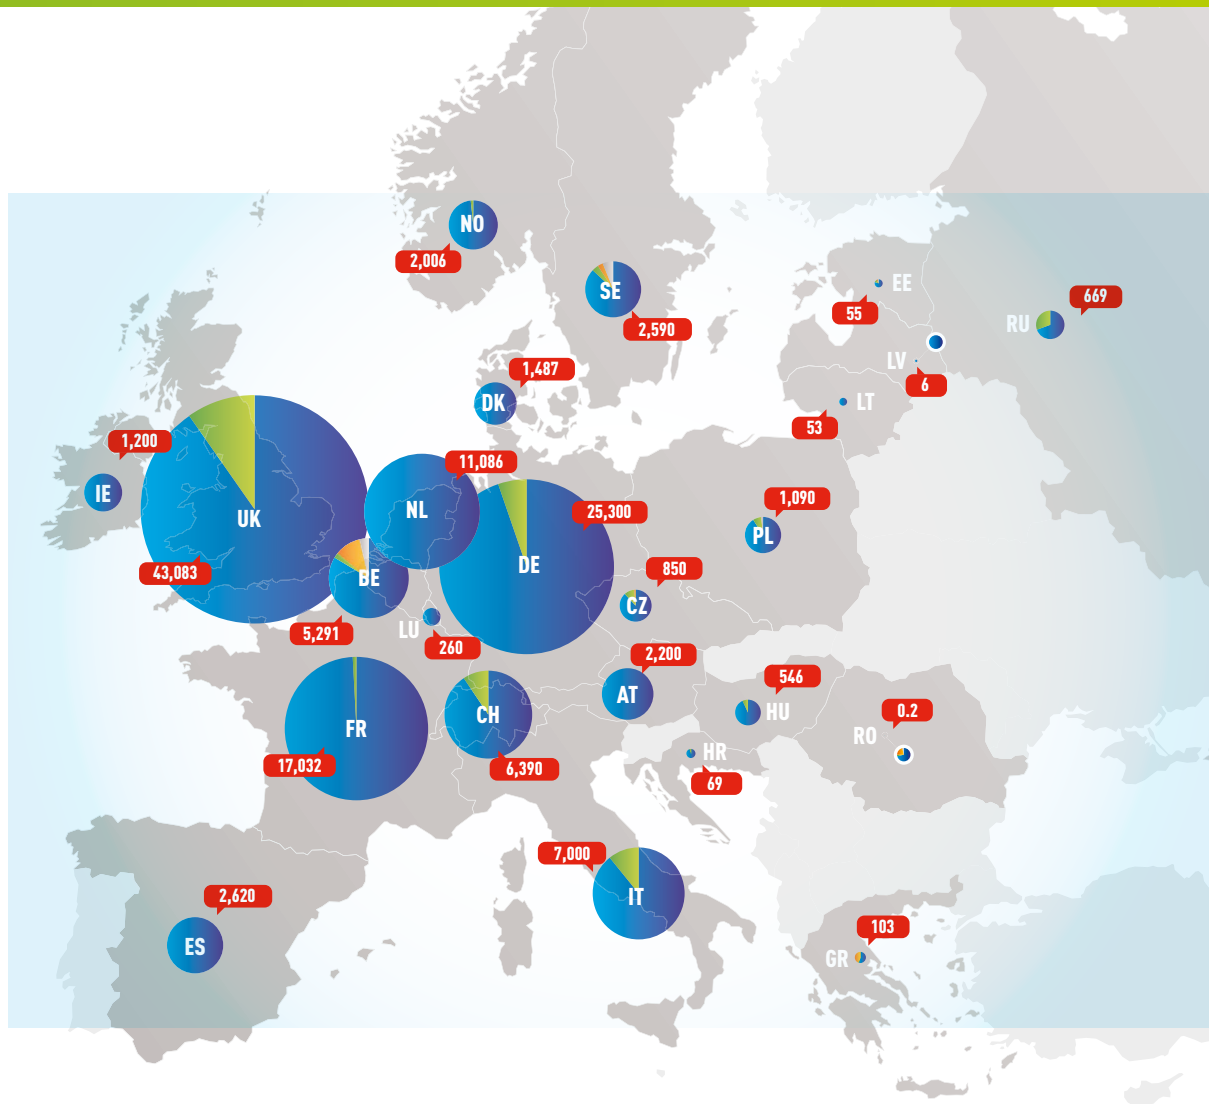 NO
2,006
SE
2,590
EE
55
RU
669
LV
6
LT
53
DK
1,487
1,200
IE
UK
43,083
NL
11,086
DE
25,300
BE
5,291
LU
260
PL
1,090
CZ
850
AT
2,200
FR
17,032
CH
6,390
HU
546
HR
69
RO
0.2
IT
7,000
ES
2,620
GR
103